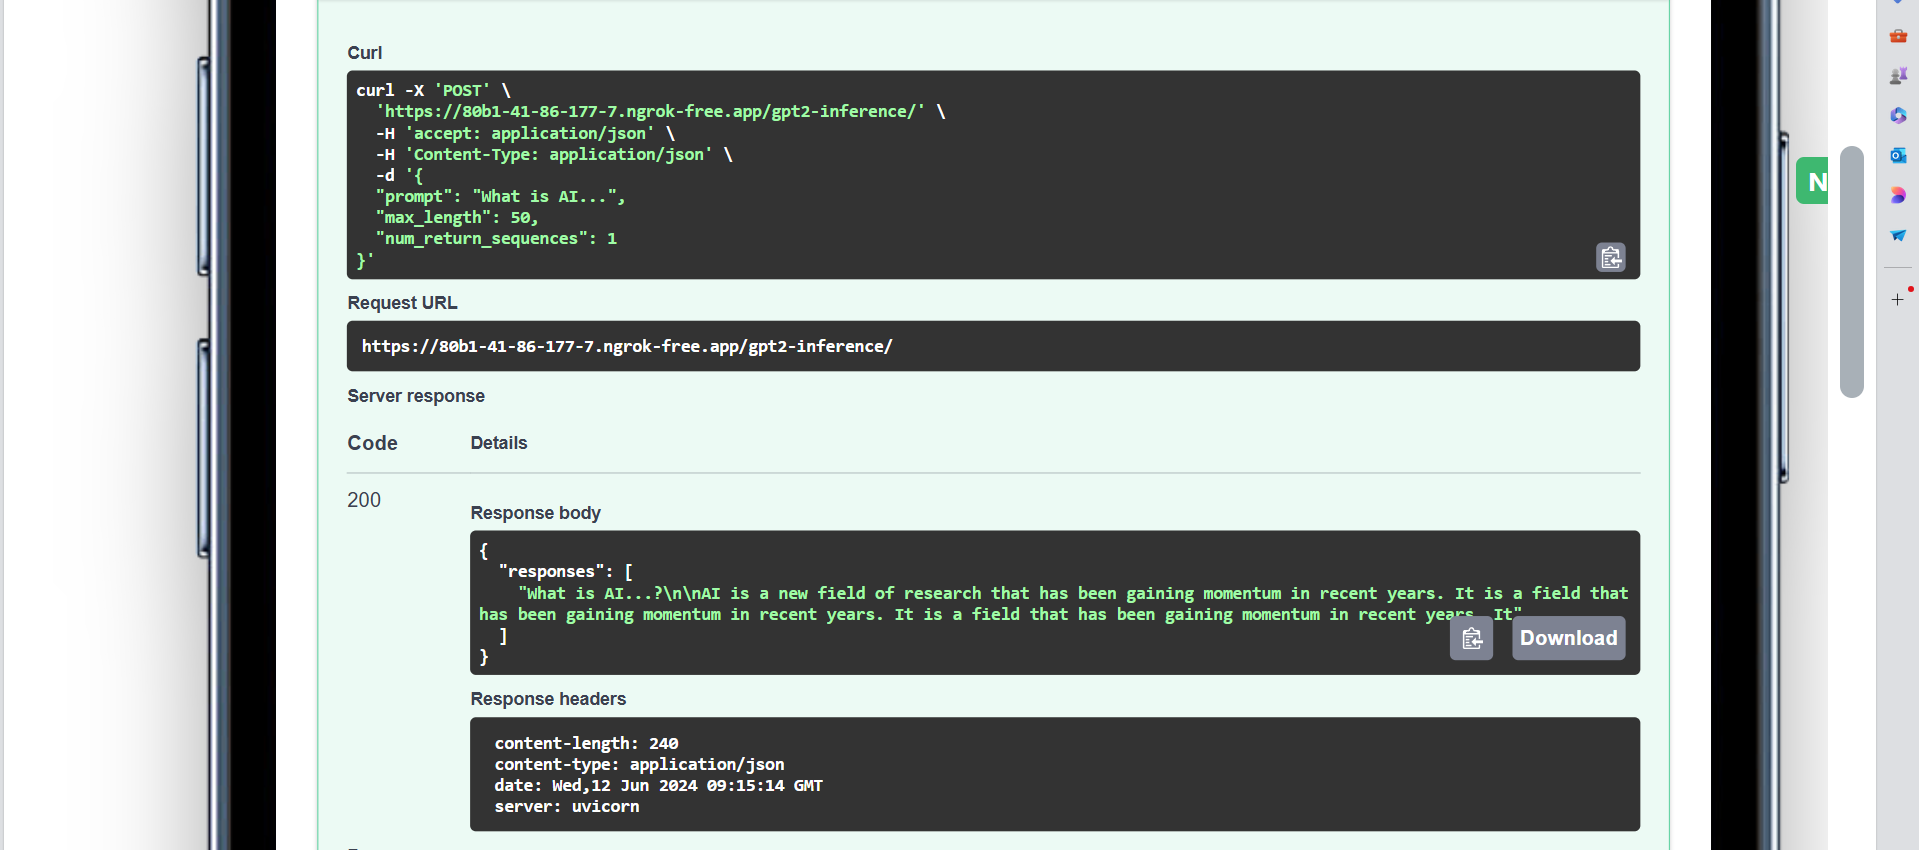 Curl
curl -X 'POST' \
'https://80b1-41-86-177-7.ngrok-free.app/gpt2-inference/' \
-H 'accept: application/json' \
-H 'Content-Type: application/json' \
-d '{
"prompt": "What is AI...",
"max_length": 50,
"num_return_sequences": 1
}'
Request URL
https://80b1-41-86-177-7.ngrok-free.app/gpt2-inference/
Server response
Code Details
200
Response body
{
"responses": [
"What is AI...?\n\nAI is a new field of research that has been gaining momentum in recent years. It is a field that
has been gaining momentum in recent years. It is a field that has been gaining momentum in recent years. It"
]
}
Download
Response headers
content-length: 240
content-type: application/json
date: Wed,12 Jun 2024 09:15:14 GMT
server: uvicorn
N